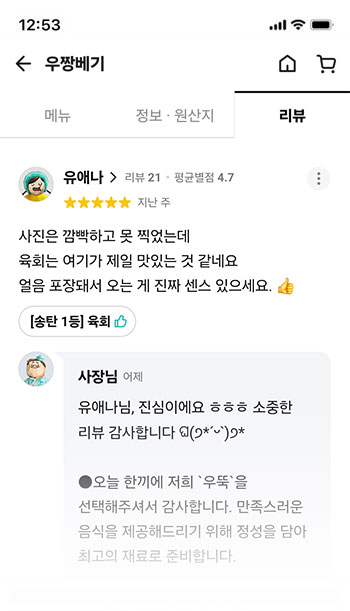 12:53
우짱베기
메뉴
정보 · 원산지
리뷰
유애나
리뷰 21 · 평균별점 4.7
지난 주
사진은 깜빡하고 못 찍었는데
육회는 여기가 제일 맛있는 것 같네요
얼음 포장돼서 오는 게 진짜 센스 있으세요. 👍
[송탄 1등] 육회
사장님 어제
유애나님, 진심이에요 ㅎㅎㅎ 소중한
리뷰 감사합니다
●오늘 한끼에 저희 `우뚝`을
선택해주셔서 감사합니다. 만족스러운
음식을 제공해드리기 위해 정성을 담아
최고의 재료로 준비합니다.